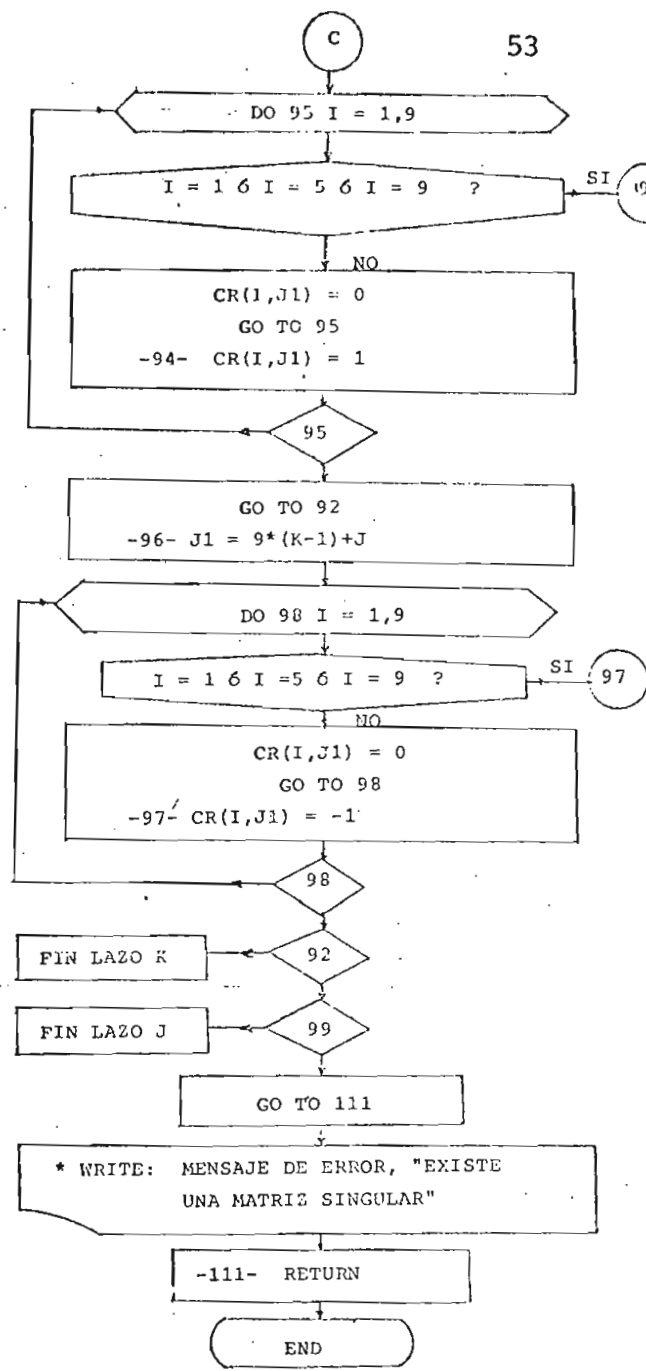 C
53
DO 95 I = 1,9
I = 1 ó I = 5 ó I = 9 ?
SI
NO
CR(I,J1) = 0
GO TO 95
-94- CR(I,J1) = 1
95
GO TO 92
-96- J1 = 9*(K-1)+J
DO 98 I = 1,9
I = 1 ó I =5 ó I = 9 ?
SI
97
NO
CR(I,J1) = 0
GO TO 98
-97- CR(I,J1) = -1
98
FIN LAZO K
92
FIN LAZO J
99
GO TO 111
* WRITE: MENSAJE DE ERROR, "EXISTE
UNA MATRIZ SINGULAR"
-111- RETURN
END